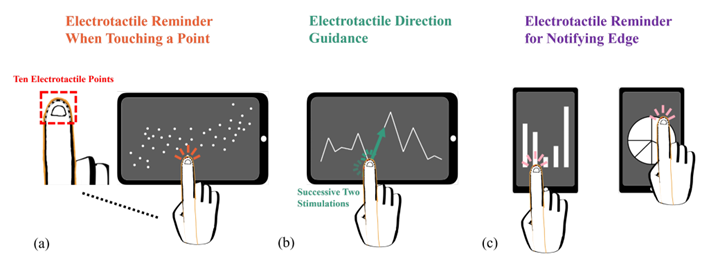 Electrotactile Reminder
When Touching a Point
Ten Electrotactile Points
(a)
Electrotactile Direction
Guidance
Successive Two
Stimulations
(b)
Electrotactile Reminder
for Notifying Edge
(c)